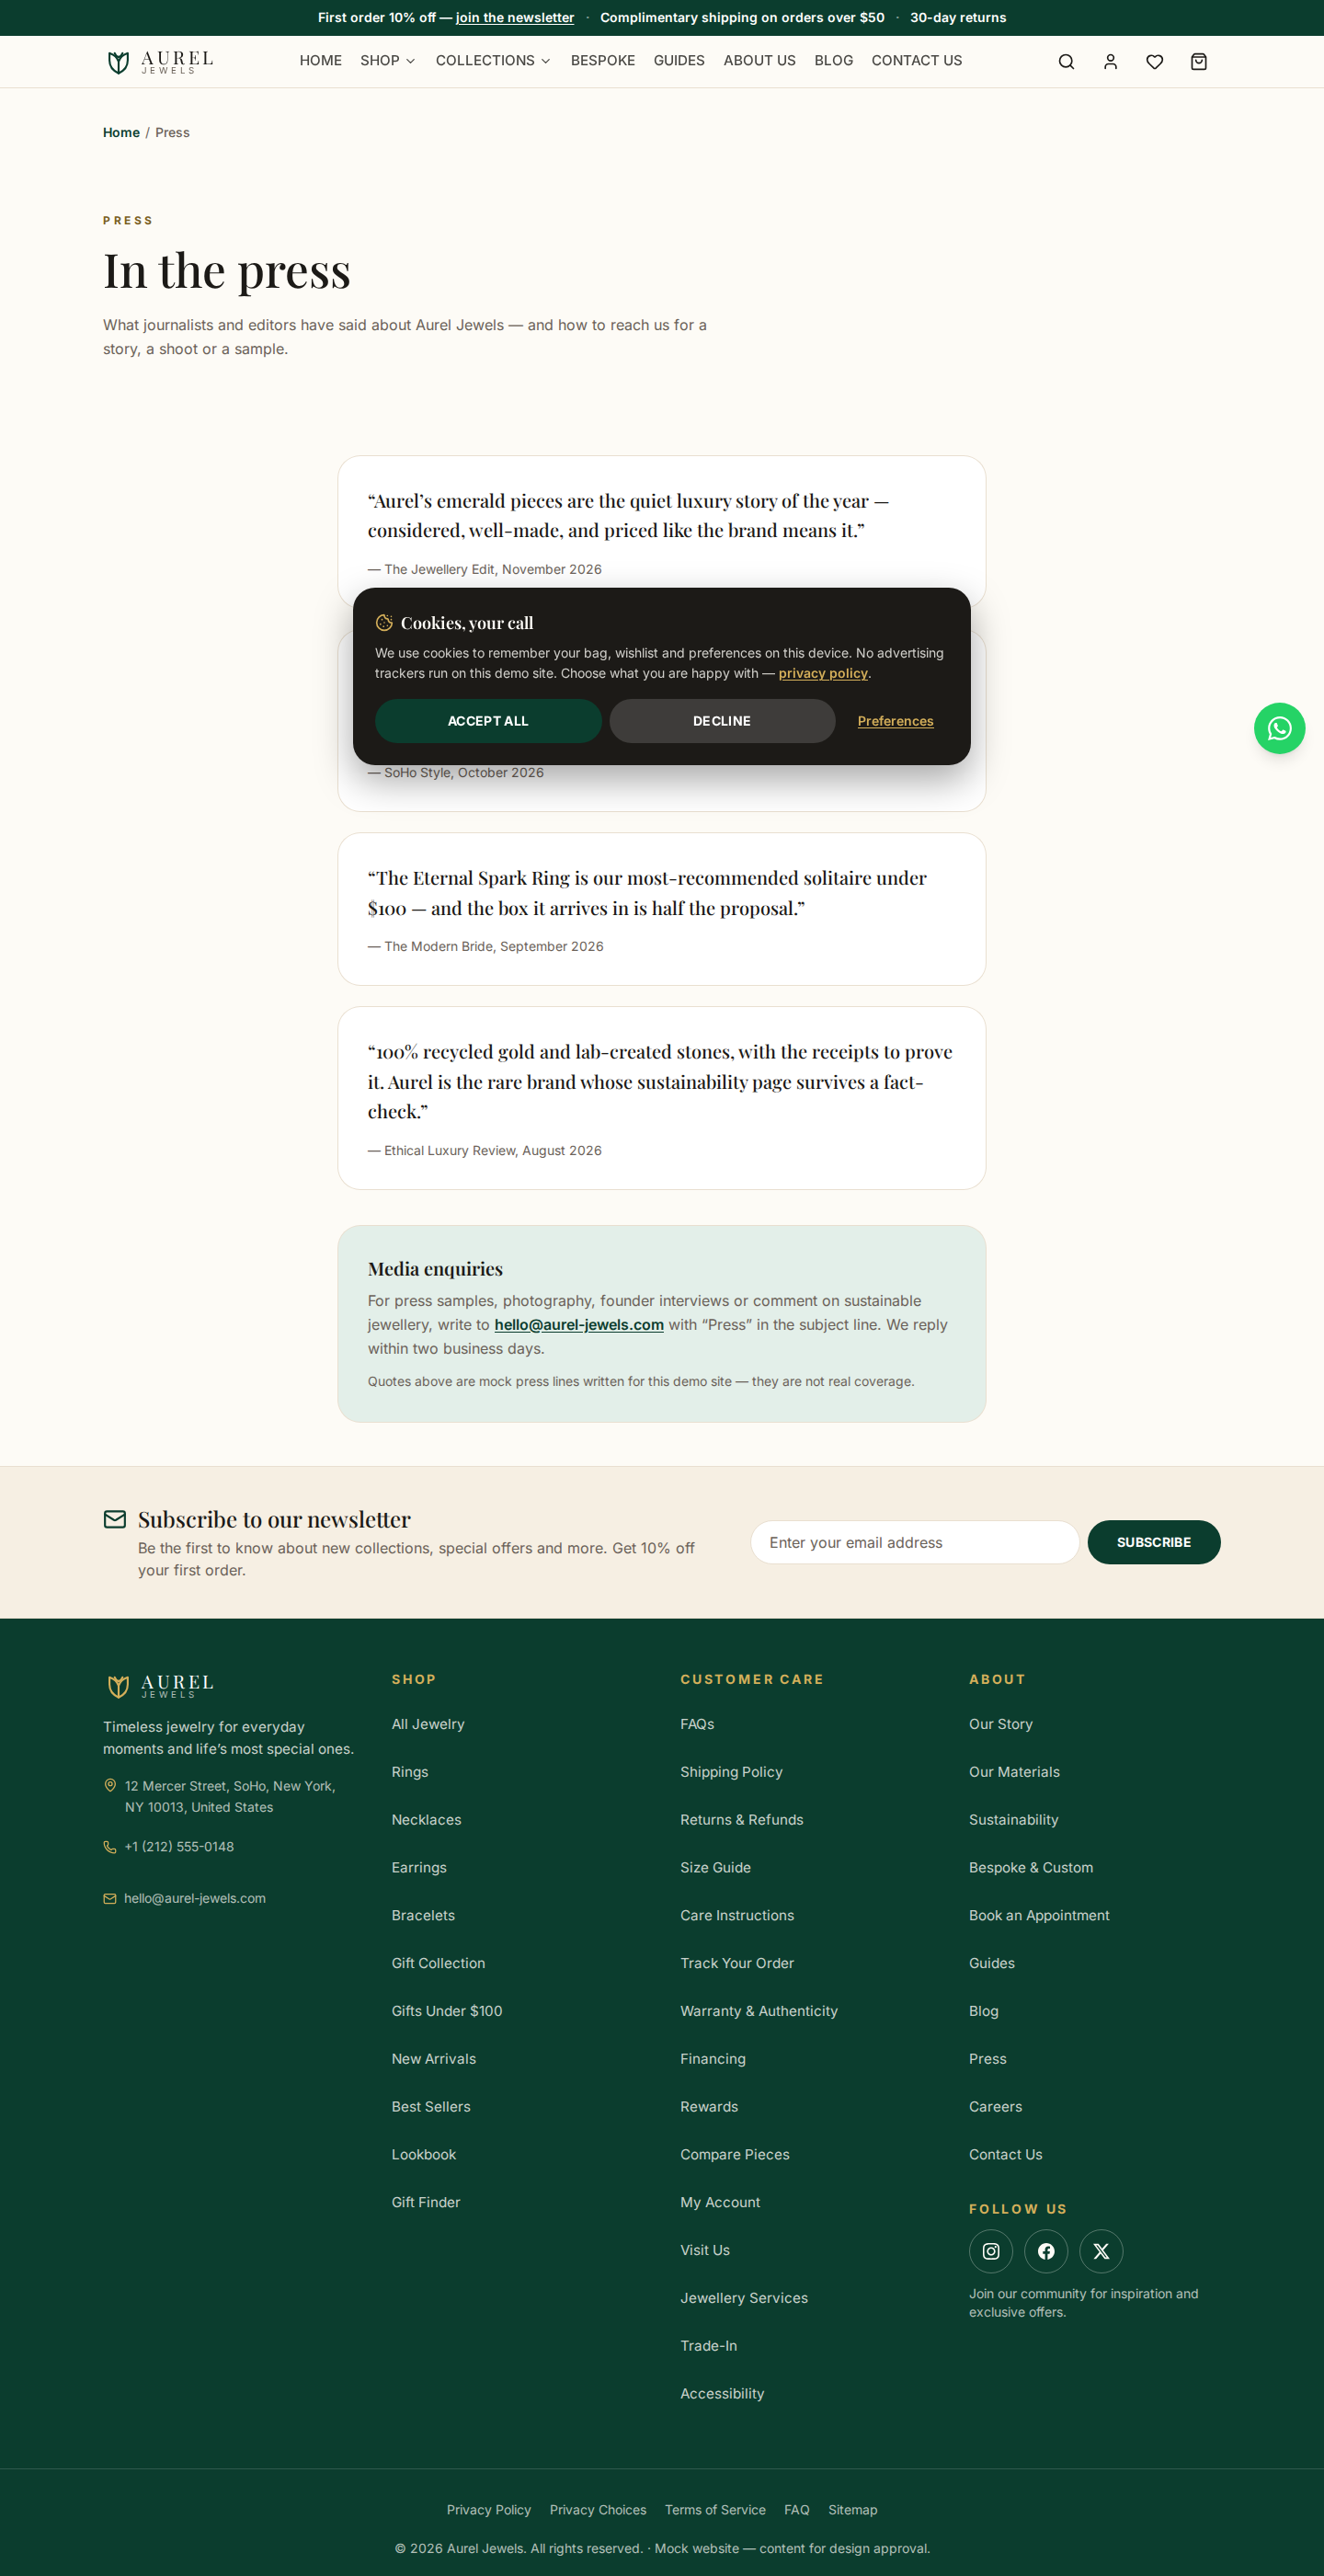 First order 10% off — join the newsletter · Complimentary shipping on orders over $50 · 30-day returns
AUREL
JEWELS
HOME SHOP COLLECTIONS BESPOKE GUIDES ABOUT US BLOG CONTACT US
Home / Press
PRESS
In the press
What journalists and editors have said about Aurel Jewels — and how to reach us for a
story, a shoot or a sample.
“Aurel’s emerald pieces are the quiet luxury story of the year —
considered, well-made, and priced like the brand means it.”
— The Jewellery Edit, November 2026
Cookies, your call
We use cookies to remember your bag, wishlist and preferences on this device. No advertising
trackers run on this demo site. Choose what you are happy with — privacy policy.
ACCEPT ALL DECLINE Preferences
— SoHo Style, October 2026
“The Eternal Spark Ring is our most-recommended solitaire under
$100 — and the box it arrives in is half the proposal.”
— The Modern Bride, September 2026
“100% recycled gold and lab-created stones, with the receipts to prove
it. Aurel is the rare brand whose sustainability page survives a fact-
check.”
— Ethical Luxury Review, August 2026
Media enquiries
For press samples, photography, founder interviews or comment on sustainable
jewellery, write to hello@aurel-jewels.com with “Press” in the subject line. We reply
within two business days.
Quotes above are mock press lines written for this demo site — they are not real coverage.
Subscribe to our newsletter
Be the first to know about new collections, special offers and more. Get 10% off
your first order.
Enter your email address SUBSCRIBE
AUREL
JEWELS
Timeless jewelry for everyday
moments and life’s most special ones.
12 Mercer Street, SoHo, New York,
NY 10013, United States
+1 (212) 555-0148
hello@aurel-jewels.com
SHOP
All Jewelry
Rings
Necklaces
Earrings
Bracelets
Gift Collection
Gifts Under $100
New Arrivals
Best Sellers
Lookbook
Gift Finder
CUSTOMER CARE
FAQs
Shipping Policy
Returns & Refunds
Size Guide
Care Instructions
Track Your Order
Warranty & Authenticity
Financing
Rewards
Compare Pieces
My Account
Visit Us
Jewellery Services
Trade-In
Accessibility
ABOUT
Our Story
Our Materials
Sustainability
Bespoke & Custom
Book an Appointment
Guides
Blog
Press
Careers
Contact Us
FOLLOW US
Join our community for inspiration and
exclusive offers.
Privacy Policy Privacy Choices Terms of Service FAQ Sitemap
© 2026 Aurel Jewels. All rights reserved. · Mock website — content for design approval.